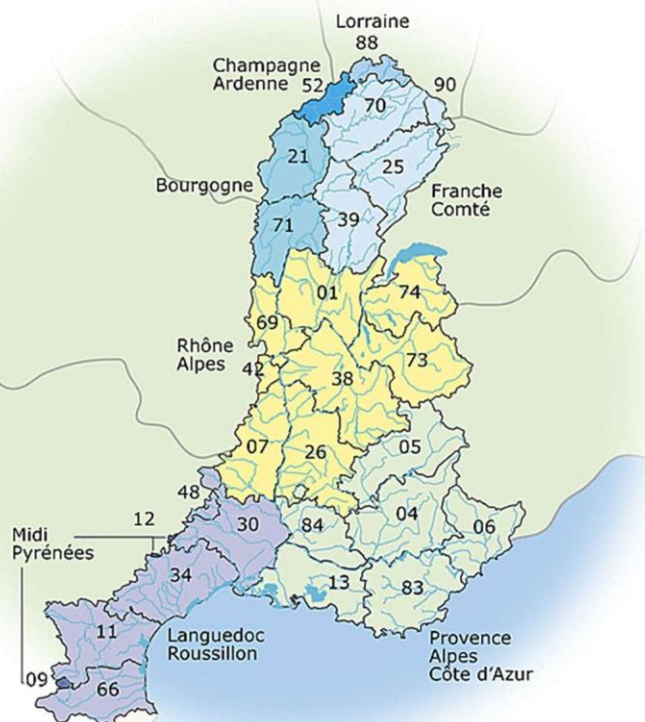 Lorraine
88
Champagne
Ardenne
52
90
70
21
25
Bourgogne
Franche
Comté
39
71
01
74
69
Rhône
Alpes
42
73
38
07
26
05
48
12
30
84
04
06
Midi
Pyrénées
34
13
83
11
Languedoc
Roussillon
Provence
Alpes
Côte d'Azur
09
66